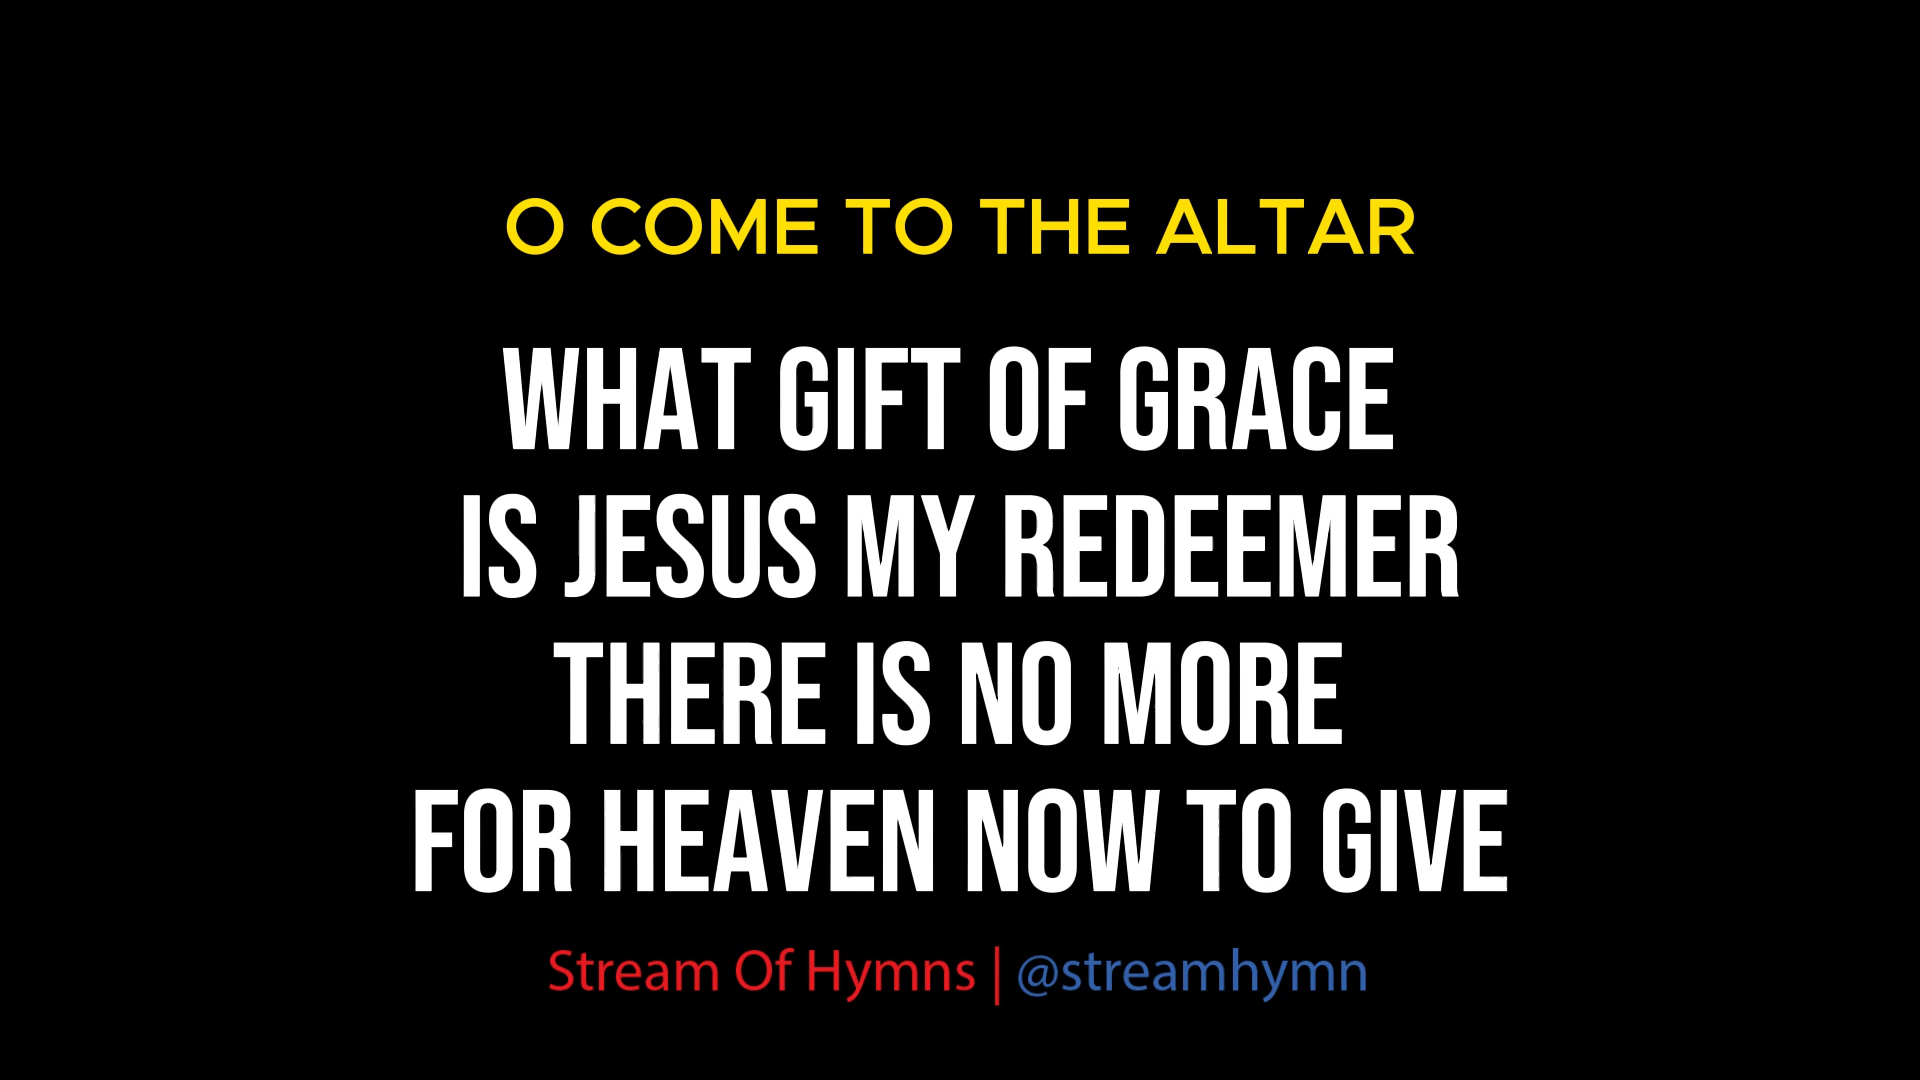 O COME TO THE ALTAR
WHAT GIFT OF GRACE
IS JESUS MY REDEEMER
THERE IS NO MORE
FOR HEAVEN NOW TO GIVE
Stream Of Hymns | @streamhymn